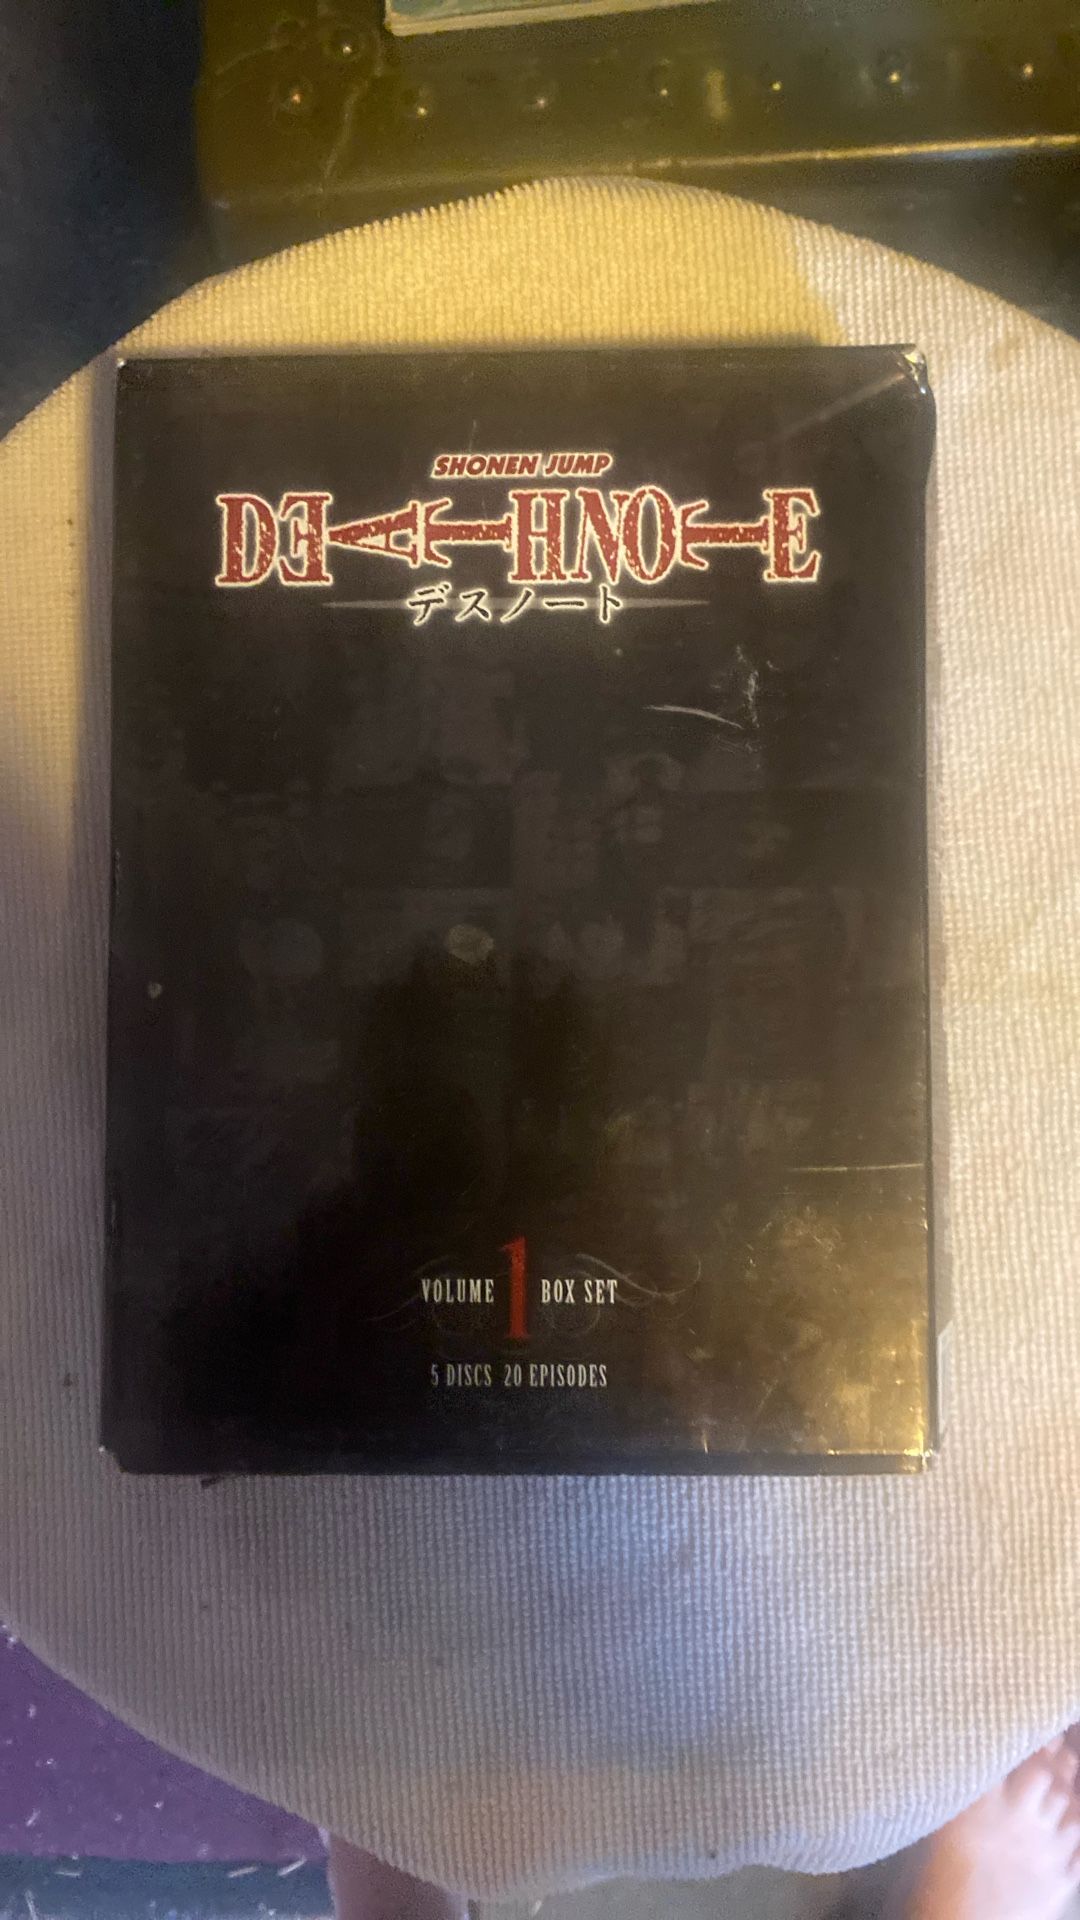 SHONEN JUMP
DEATH NOTE
デスノート
VOLUME 1 BOX SET
5 DISCS 20 EPISODES